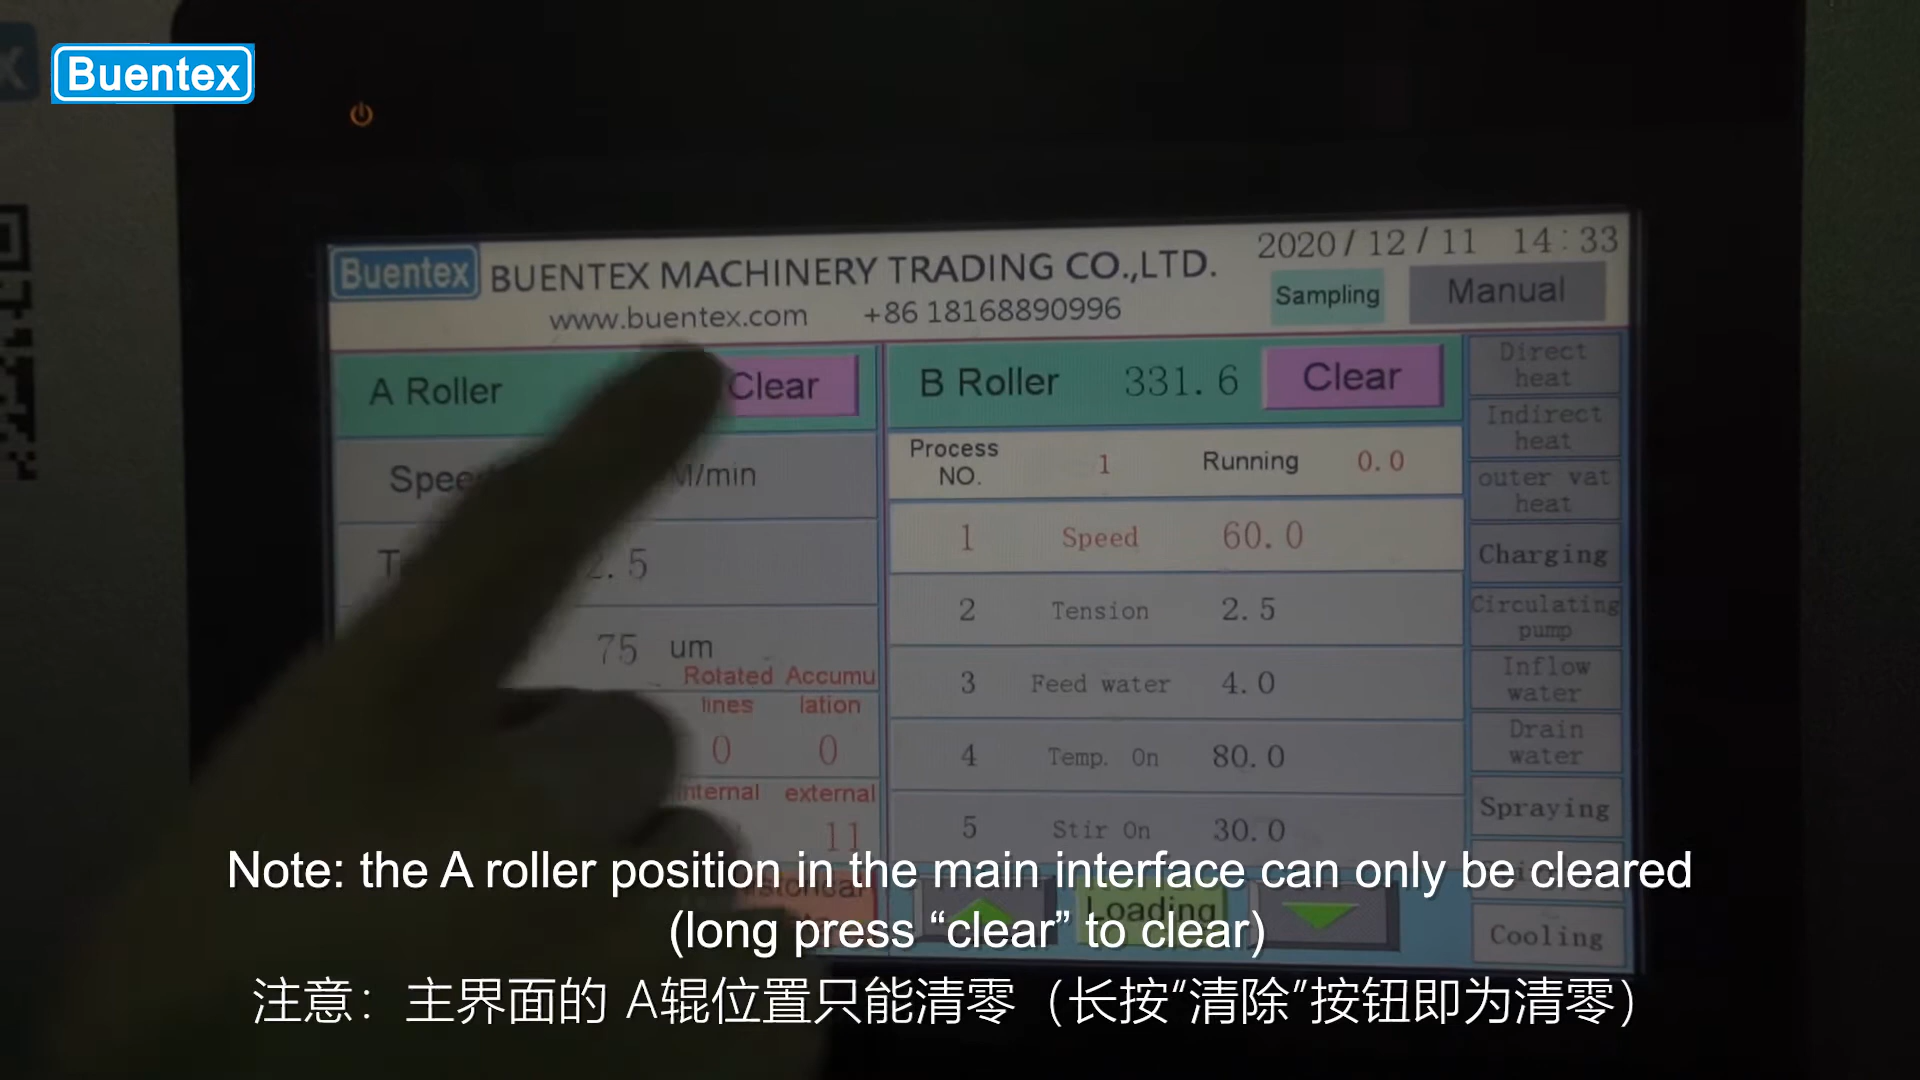 Buentex
Buentex BUENTEX MACHINERY TRADING CO.,LTD.
www.buentex.com +86 18168890996
2020/12/11 14:33
Sampling Manual
A Roller Clear
M/min
2.5
75 um
Rotated lines Accumulation
0 0
external
11
B Roller 331.6 Clear
Process NO. 1 Running 0.0
1 Speed 60.0
2 Tension 2.5
3 Feed water 4.0
4 Temp. On 80.0
5 Stir On 30.0
Loading
Direct heat
Indirect heat
outer vat heat
Charging
Circulating pump
Inflow water
Drain water
Spraying
Cooling
Note: the A roller position in the main interface can only be cleared
(long press “clear” to clear)
注意：主界面的 A辊位置只能清零（长按“清除”按钮即为清零）